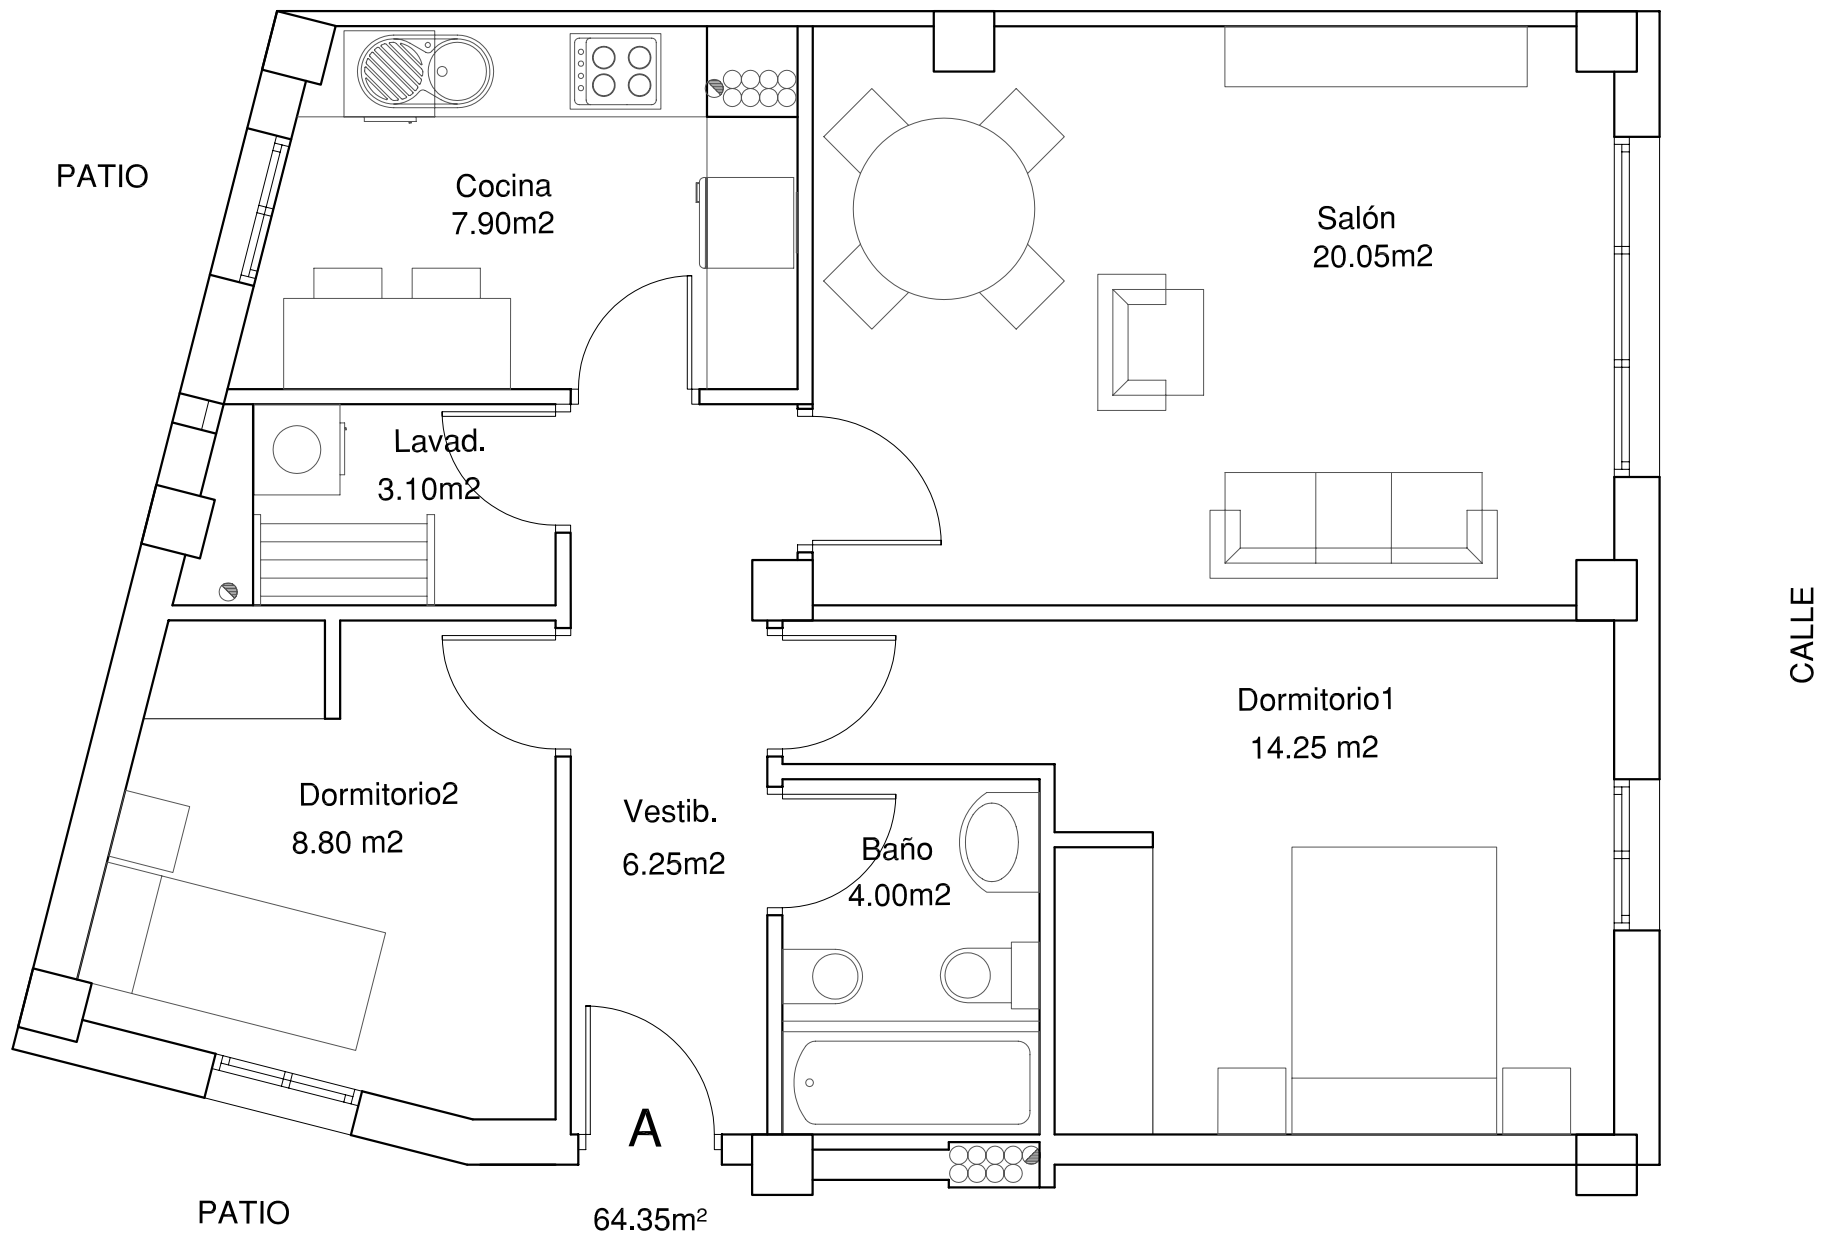 PATIO
Cocina
7.90m2
Salón
20.05m2
Lavad.
3.10m2
CALLE
Dormitorio1
14.25 m2
Dormitorio2
8.80 m2
Vestib.
6.25m2
Baño
4.00m2
A
64.35m²
PATIO